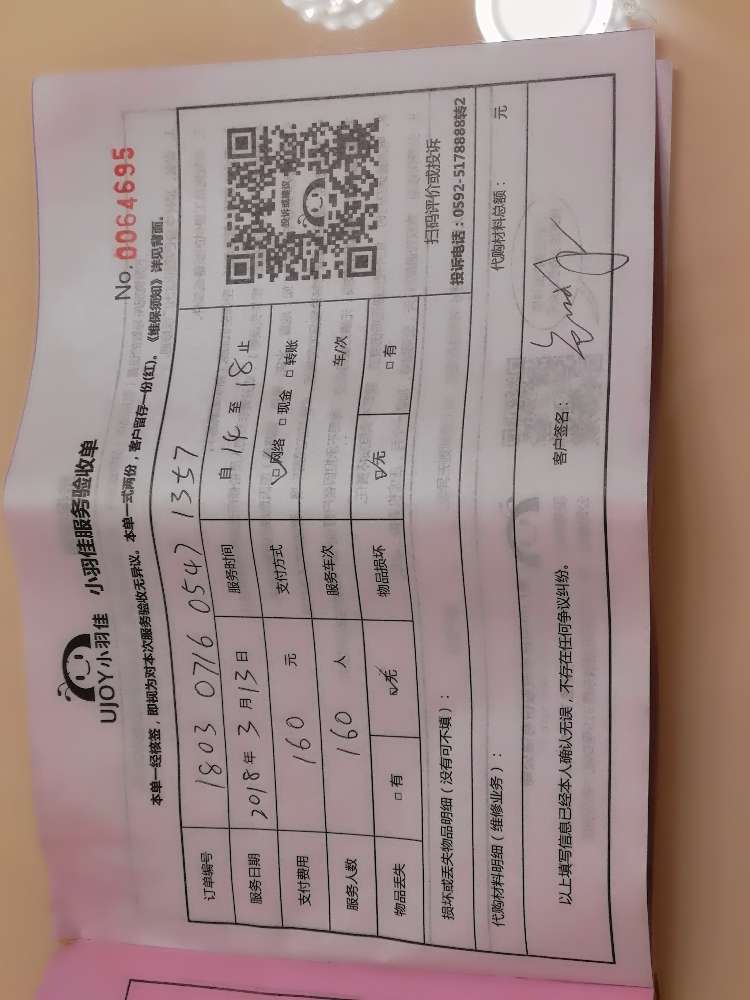 No. 0064695
UJOY小羽佳 小羽佳服务验收单
本单一经核签，即视为对本次服务验收无异议。本单一式两份，客户留存一份(红)。《维保须知》详见背面。
订单编号 1803 0716 0547 1357
服务日期 2018年3月13日 服务时间 自14至18止
支付费用 160 元 支付方式 □网络 □现金 □转账
服务人数 160 人 服务车次 车/次
物品丢失 □有 □无 物品损坏 □无 □有
投诉或建议
扫码评价或投诉
投诉电话：0592-5178888转2
损坏或丢失物品明细（没有可不填）：
代购材料明细（维修业务）： 代购材料总额： 元
以上填写信息已经本人确认无误，不存在任何争议纠纷。 客户签名：